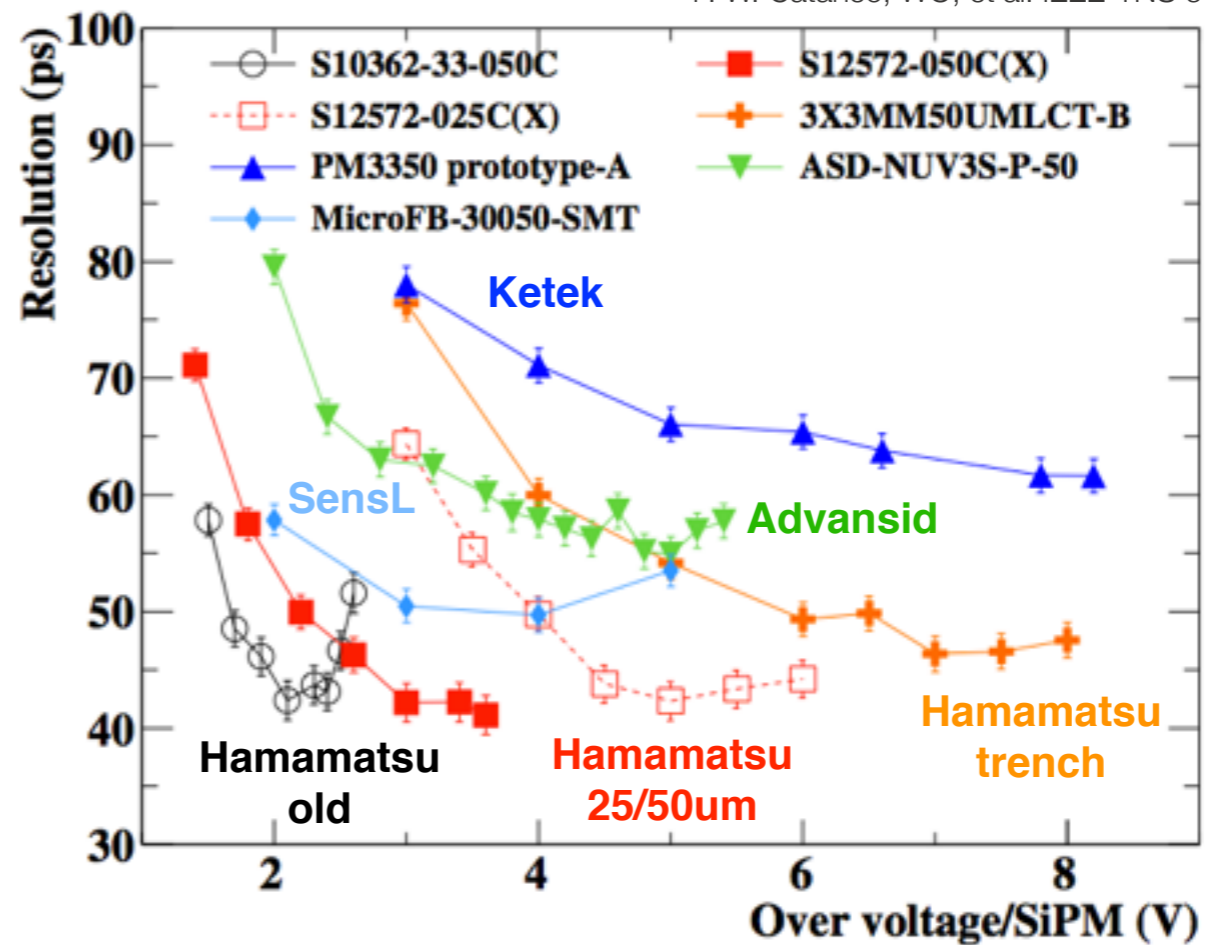 Resolution (ps)
100
90
80
70
60
50
40
30
S10362-33-050C
S12572-050C(X)
S12572-025C(X)
3X3MM50UMLCT-B
PM3350 prototype-A
ASD-NUV3S-P-50
MicroFB-30050-SMT
Ketek
SensL
Advansid
Hamamatsu
old
Hamamatsu
25/50um
Hamamatsu
trench
2
4
6
8
Over voltage/SiPM (V)